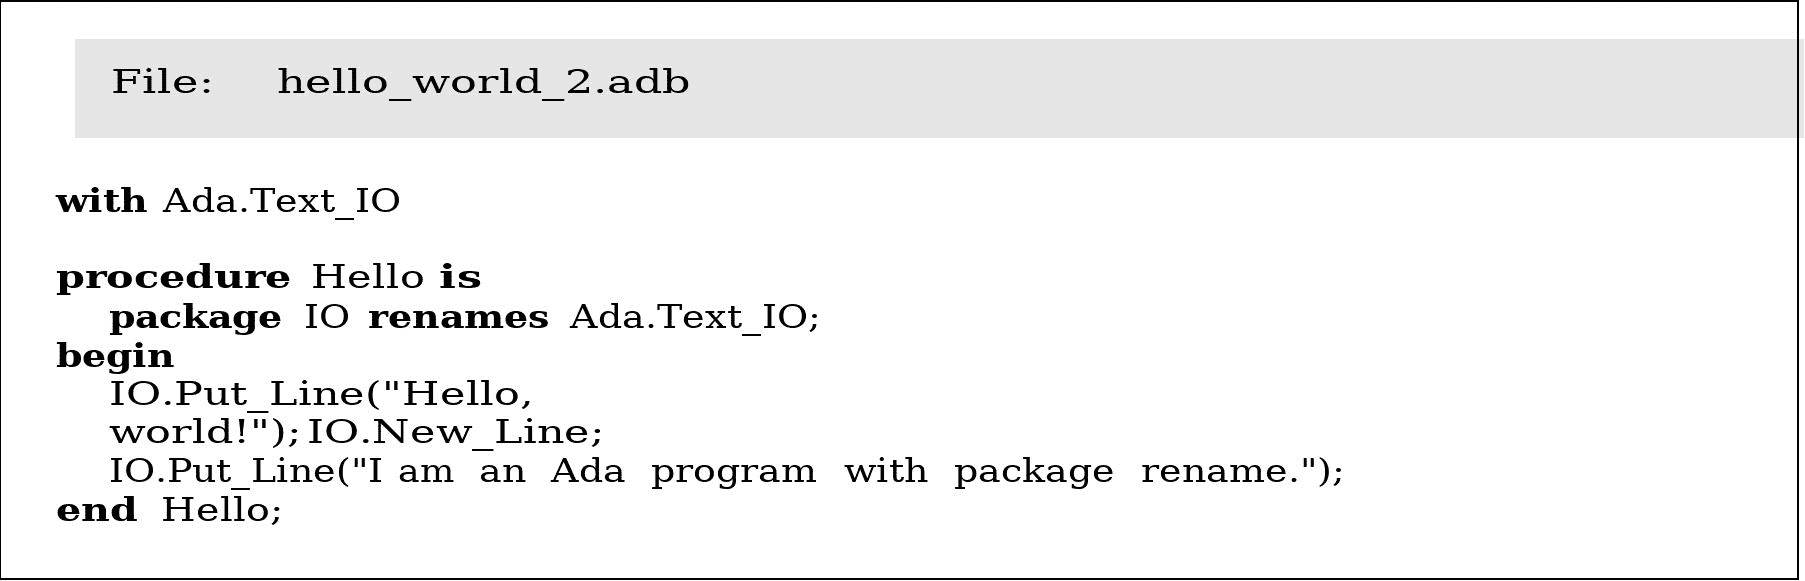 File: hello_world_2.adb
with Ada.Text_IO
procedure Hello is
package IO renames Ada.Text_IO;
begin
IO.Put_Line("Hello,
world!"); IO.New_Line;
IO.Put_Line("I am an Ada program with package rename.");
end Hello;